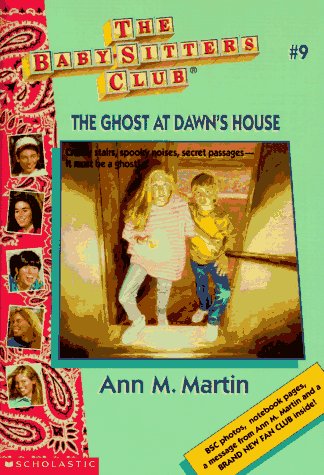 THE
BABY-SITTERS
CLUB®
#9
THE GHOST AT DAWN'S HOUSE
stairs, spooky noises, secret passages—
It must be a ghost!
Ann M. Martin
BSC photos, notebook pages,
a message from Ann M. Martin and a
BRAND NEW FAN CLUB inside!
SCHOLASTIC